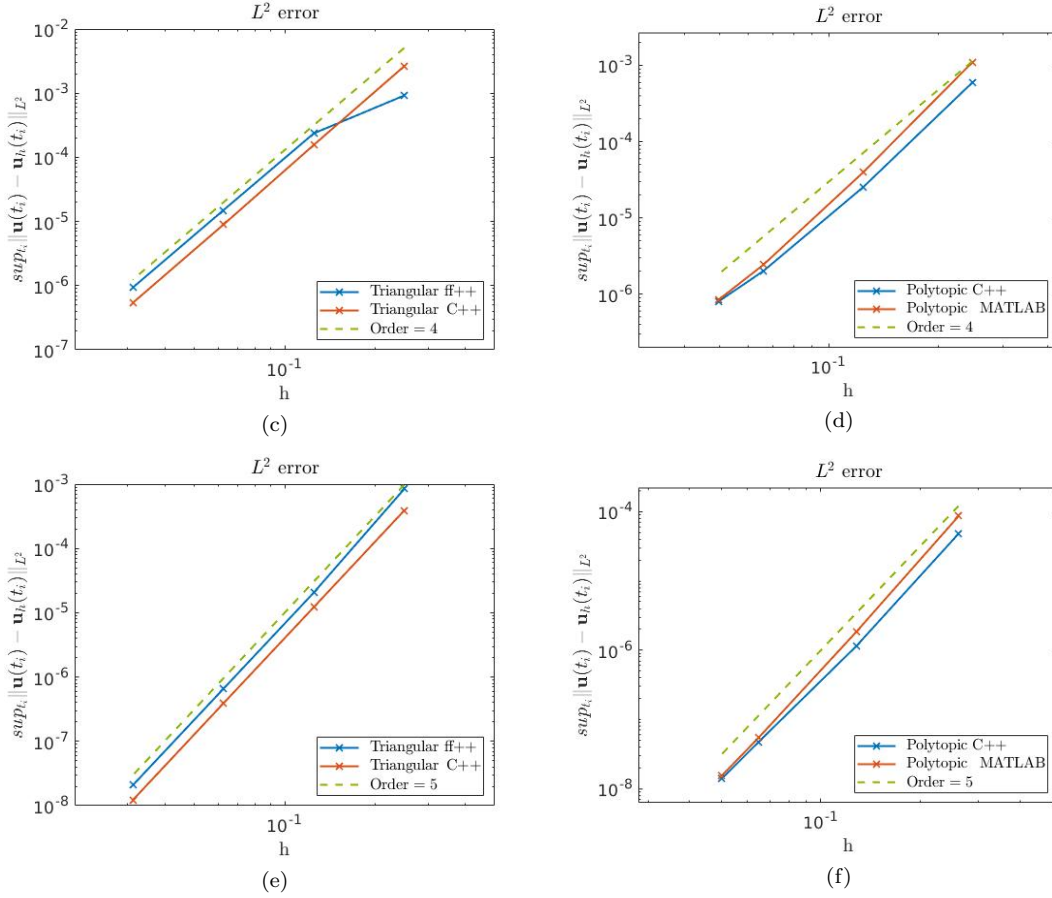 L² error
sup_{t_i}||u(t_i) − u_h(t_i)||_{L²}
10⁻²
10⁻³
10⁻⁴
10⁻⁵
10⁻⁶
10⁻⁷
Triangular ff++
Triangular C++
Order = 4
10⁻¹
h
(c)
L² error
sup_{t_i}||u(t_i) − u_h(t_i)||_{L²}
10⁻³
10⁻⁴
10⁻⁵
10⁻⁶
Polytopic C++
Polytopic MATLAB
Order = 4
10⁻¹
h
(d)
L² error
sup_{t_i}||u(t_i) − u_h(t_i)||_{L²}
10⁻³
10⁻⁴
10⁻⁵
10⁻⁶
10⁻⁷
10⁻⁸
Triangular ff++
Triangular C++
Order = 5
10⁻¹
h
(e)
L² error
sup_{t_i}||u(t_i) − u_h(t_i)||_{L²}
10⁻⁴
10⁻⁶
10⁻⁸
Polytopic C++
Polytopic MATLAB
Order = 5
10⁻¹
h
(f)